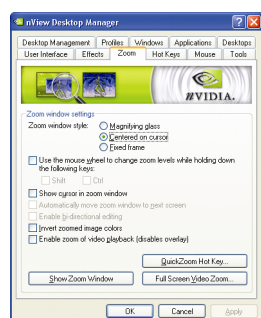 nView Desktop Manager
Desktop Management Profiles Windows Applications Desktops
User Interface Effects Zoom Hot Keys Mouse Tools
NVIDIA.
Zoom window settings
Zoom window style:
Magnifying glass
Centered on cursor
Fixed frame
Use the mouse wheel to change zoom levels while holding down
the following keys:
Shift Ctrl
Show cursor in zoom window
Automatically move zoom window to next screen
Enable bi-directional editing
Invert zoomed image colors
Enable zoom of video playback (disables overlay)
QuickZoom Hot Key...
Show Zoom Window Full Screen Video Zoom...
OK Cancel Apply